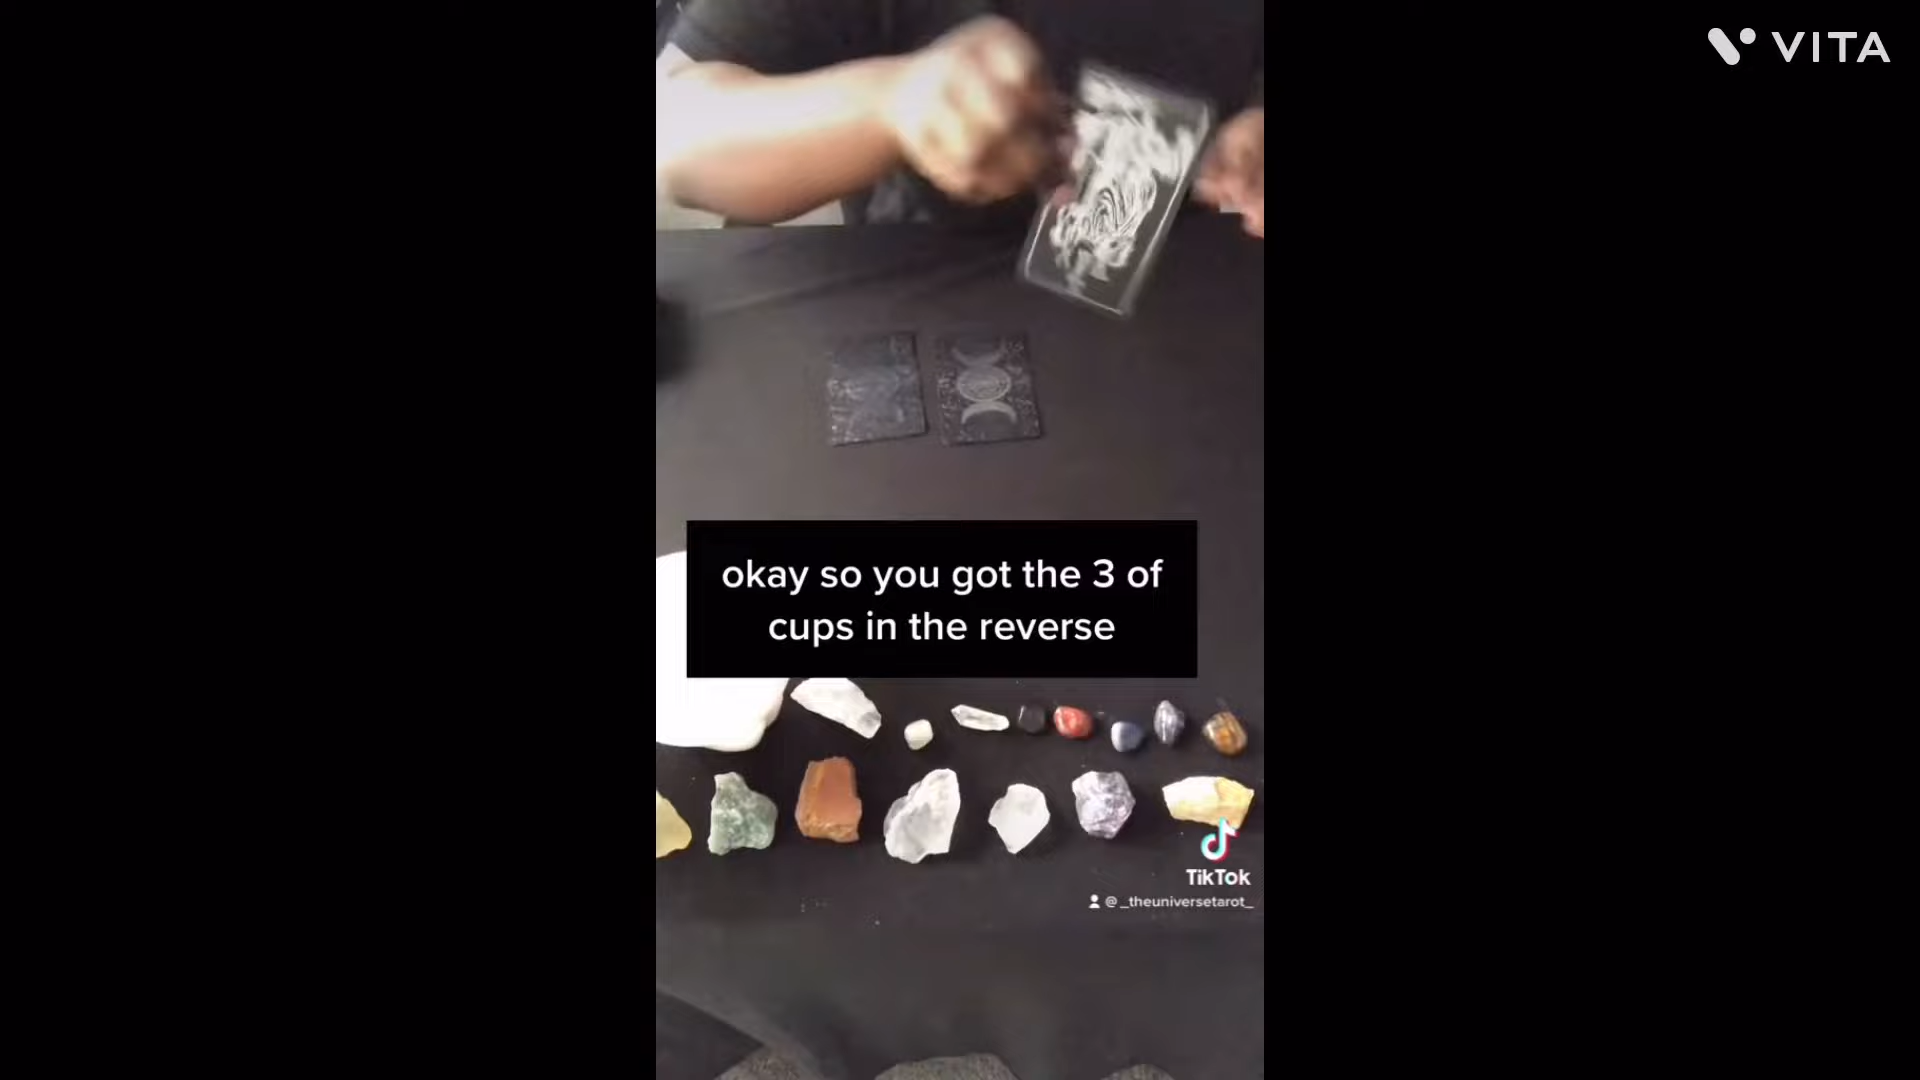 VITA
okay so you got the 3 of
cups in the reverse
TikTok
@ _theuniversetarot_